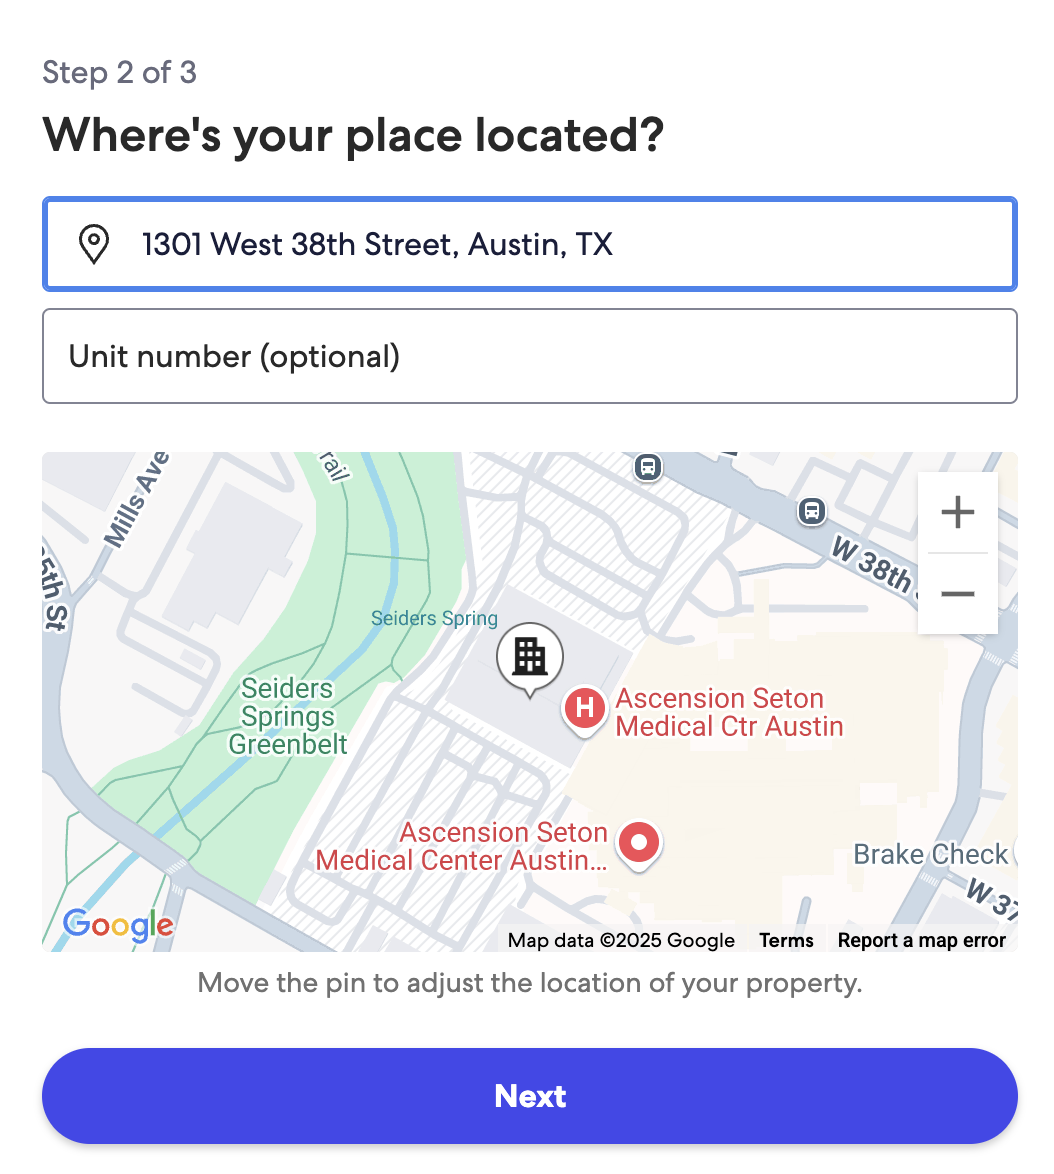 Step 2 of 3
Where's your place located?
1301 West 38th Street, Austin, TX
Unit number (optional)
rail
Mills Ave
5th St
W 38th
Seiders Spring
Seiders
Springs
Greenbelt
H
Ascension Seton
Medical Ctr Austin
Ascension Seton
Medical Center Austin...
Brake Check
W 37
Google
Map data ©2025 Google
Terms
Report a map error
Move the pin to adjust the location of your property.
Next